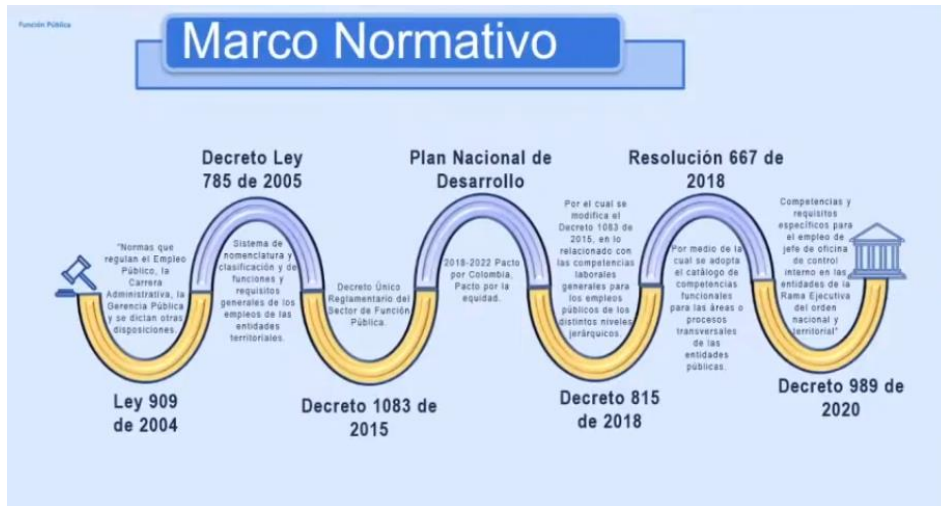 Función Pública
Marco Normativo
"Normas que
regulan el Empleo
Público, la
Carrera
Administrativa, la
Gerencia Pública
y se dictan otras
disposiciones.
Ley 909
de 2004
Decreto Ley
785 de 2005
Sistema de
nomenclatura y
clasificación y de
funciones y
requisitos
generales de los
empleos de las
entidades
territoriales.
Decreto Único
Reglamentario del
Sector de Función
Pública.
Decreto 1083 de
2015
Plan Nacional de
Desarrollo
2018-2022 Pacto
por Colombia,
Pacto por la
equidad.
Por el cual se
modifica el
Decreto 1083 de
2015, en lo
relacionado con
las competencias
laborales
generales para
los empleos
públicos de los
distintos niveles
jerárquicos.
Decreto 815
de 2018
Resolución 667 de
2018
Por medio de la
cual se adopta
el catálogo de
competencias
funcionales
para las áreas o
procesos
transversales
de las
entidades
públicas.
Competencias y
requisitos
específicos para
el empleo de
jefe de oficina
de control
interno en las
entidades de la
Rama Ejecutiva
del orden
nacional y
territorial"
Decreto 989 de
2020